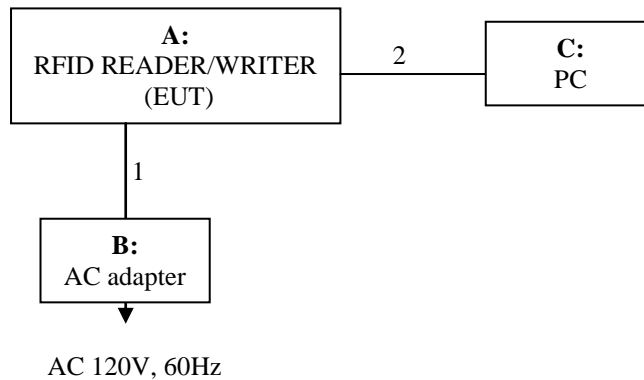 A:
RFID READER/WRITER
(EUT)
2
C:
PC
1
B:
AC adapter
AC 120V, 60Hz